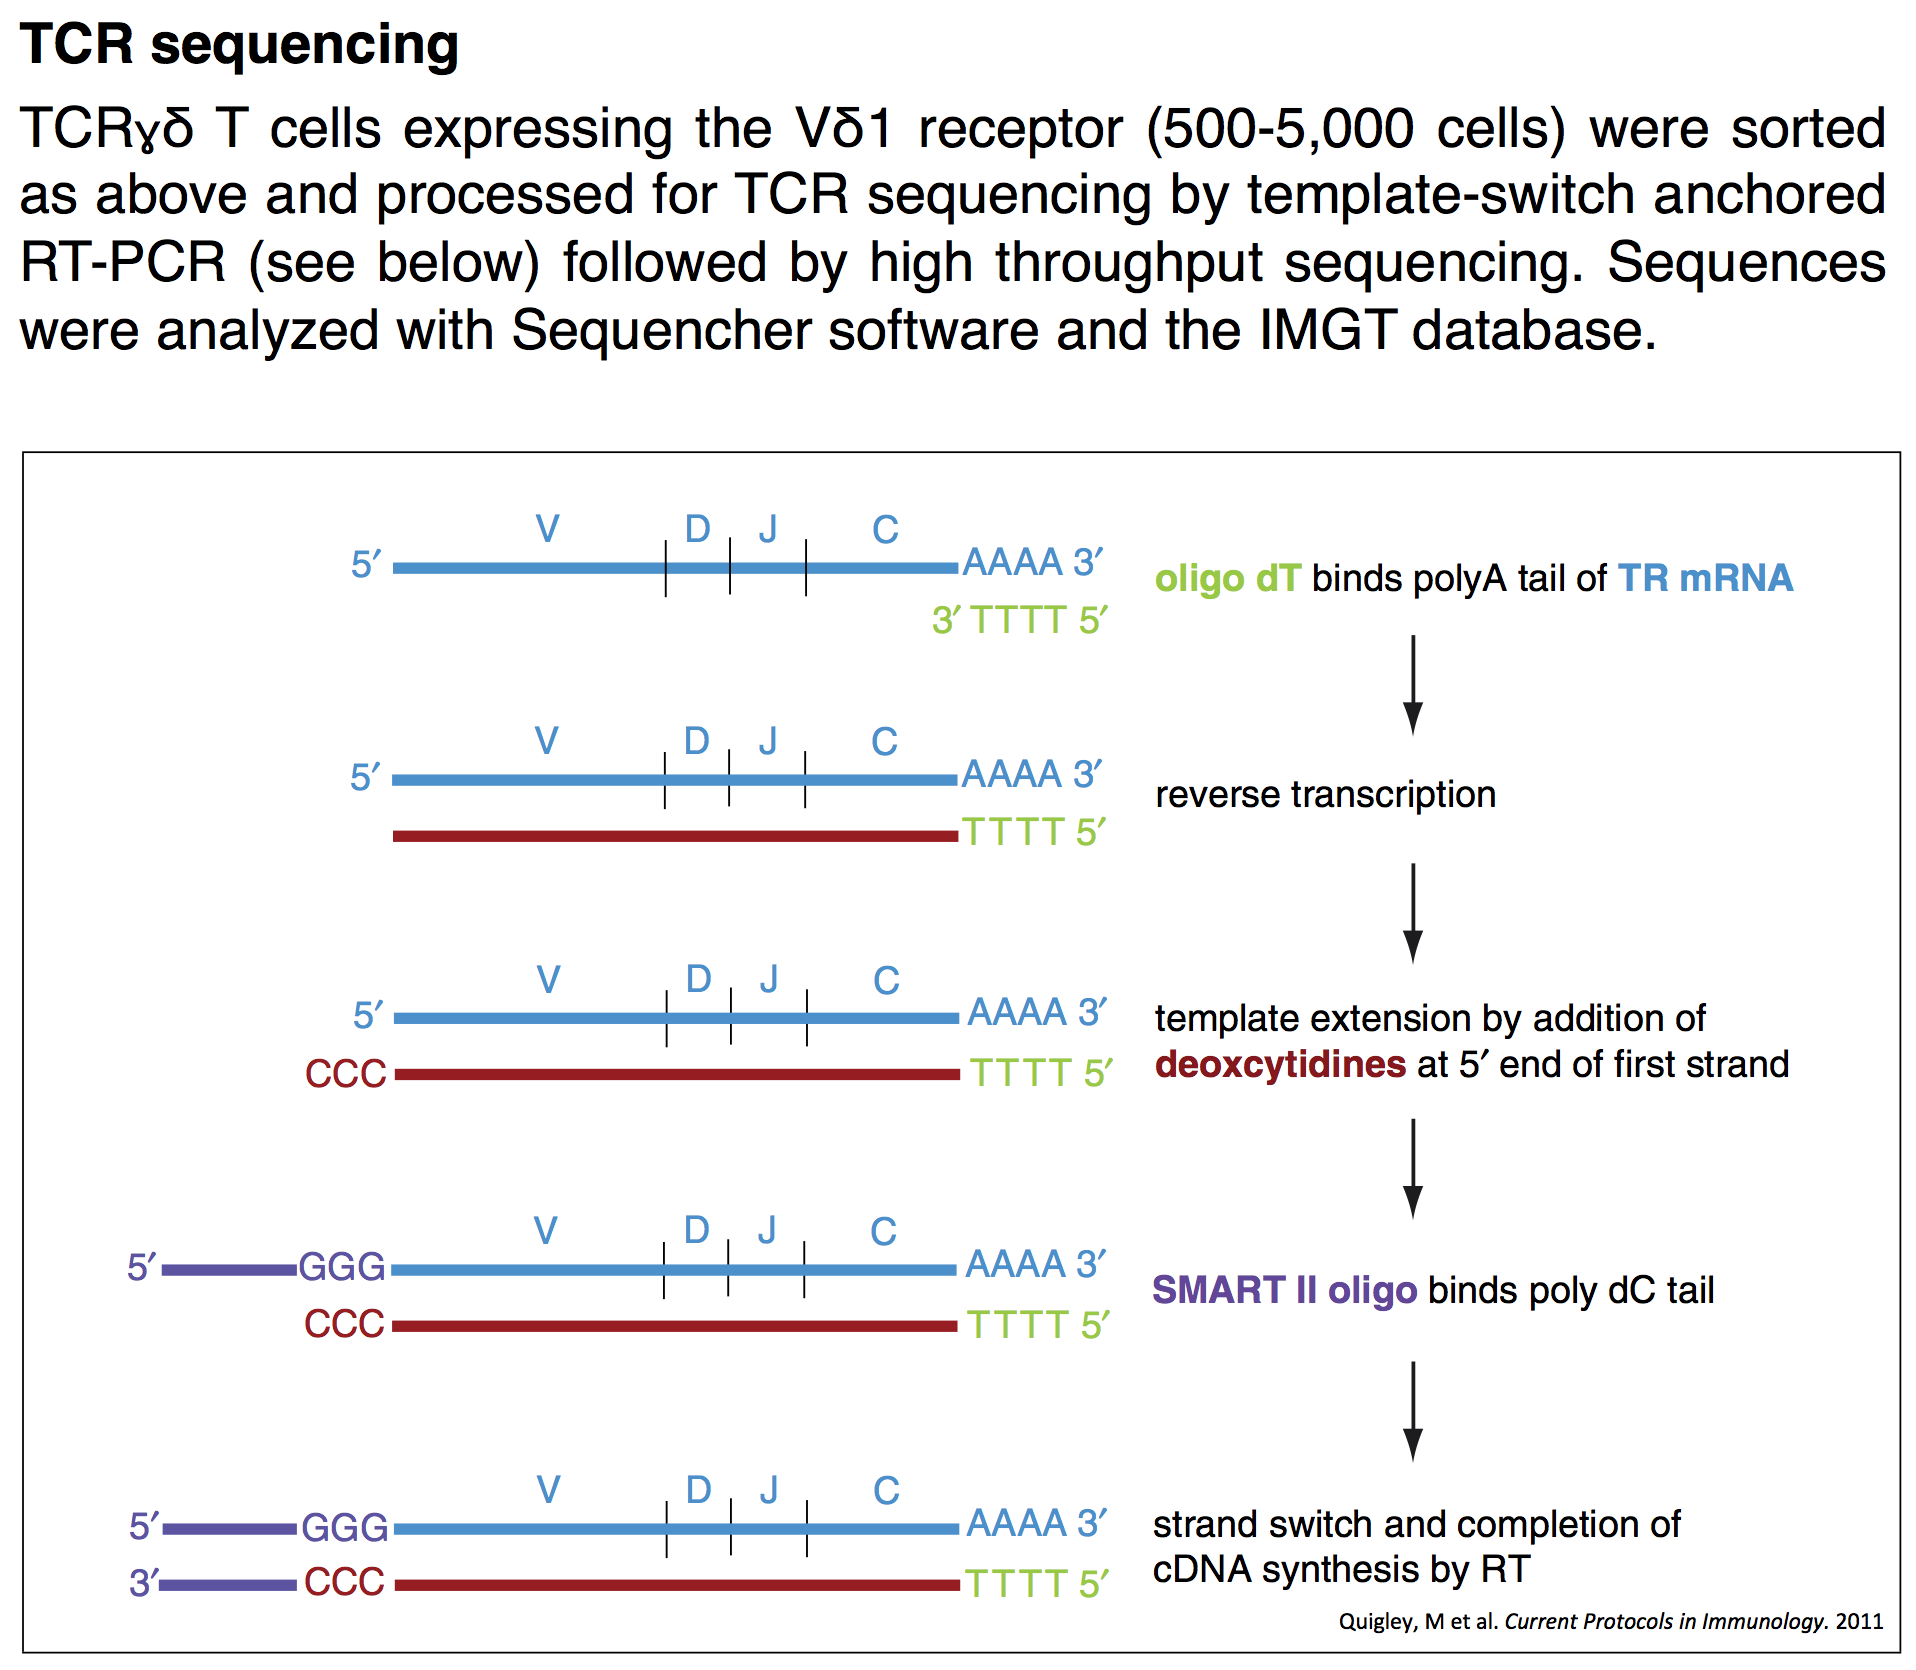 TCR sequencing
TCRɣδ T cells expressing the Vδ1 receptor (500-5,000 cells) were sorted
as above and processed for TCR sequencing by template-switch anchored
RT-PCR (see below) followed by high throughput sequencing. Sequences
were analyzed with Sequencher software and the IMGT database.
V D J C
5′ AAAA 3′
3′ TTTT 5′
oligo dT binds polyA tail of TR mRNA
V D J C
5′ AAAA 3′
TTTT 5′
reverse transcription
V D J C
5′ AAAA 3′
CCC TTTT 5′
template extension by addition of
deoxcytidines at 5′ end of first strand
V D J C
5′ GGG AAAA 3′
CCC TTTT 5′
SMART II oligo binds poly dC tail
V D J C
5′ GGG AAAA 3′
3′ CCC TTTT 5′
strand switch and completion of
cDNA synthesis by RT
Quigley, M et al. Current Protocols in Immunology. 2011